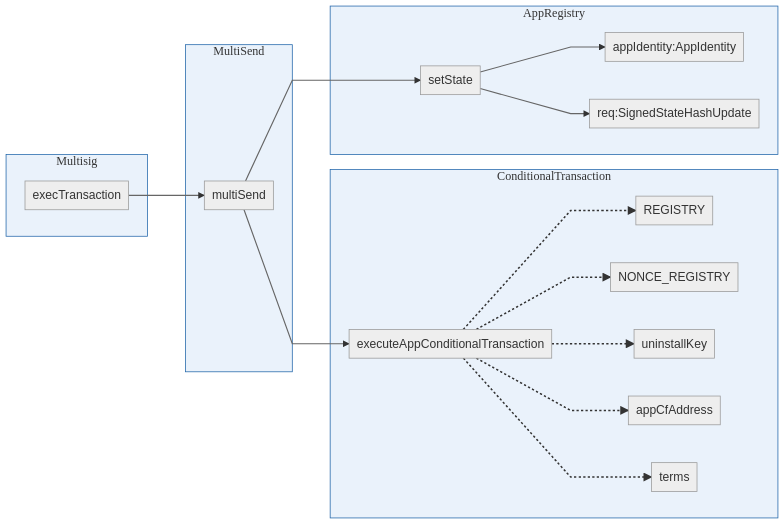 Multisig
execTransaction
MultiSend
multiSend
AppRegistry
setState
appIdentity:AppIdentity
req:SignedStateHashUpdate
ConditionalTransaction
executeAppConditionalTransaction
REGISTRY
NONCE_REGISTRY
uninstallKey
appCfAddress
terms